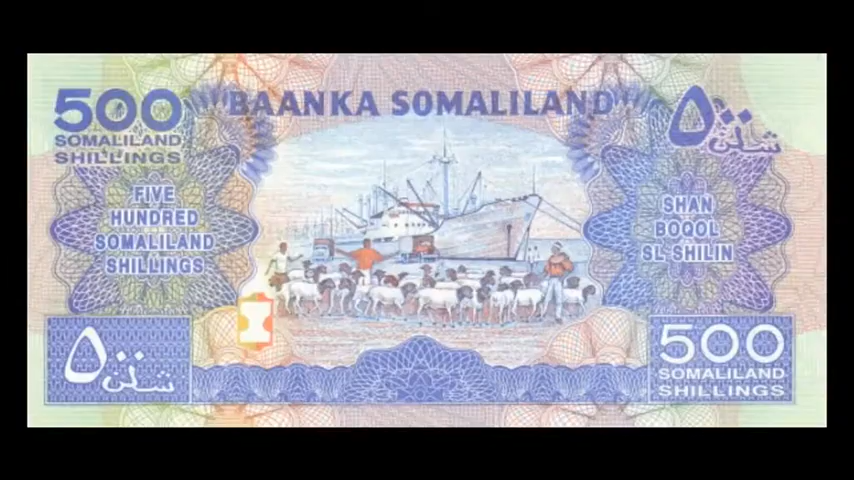 BAANKA SOMALILAND
500
SOMALILAND
SHILLINGS
٥٠٠
شلن
FIVE
HUNDRED
SOMALILAND
SHILLINGS
SHAN
BOQOL
SL SHILIN
٥٠٠
شلن
500
SOMALILAND
SHILLINGS